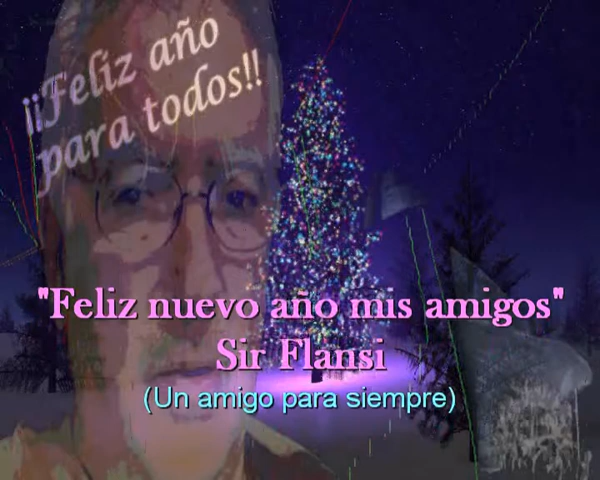 ¡¡Feliz año
para todos!!
"Feliz nuevo año mis amigos"
Sir Flansi
(Un amigo para siempre)